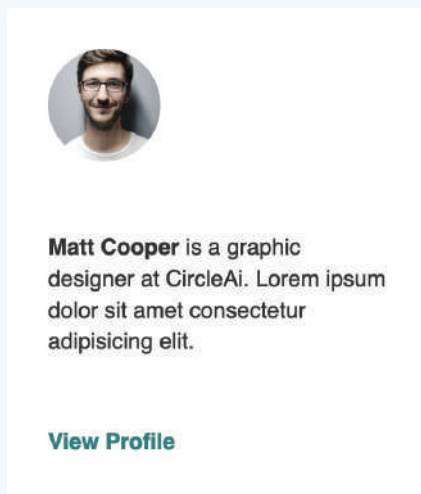 Matt Cooper is a graphic
designer at CircleAi. Lorem ipsum
dolor sit amet consectetur
adipisicing elit.
View Profile